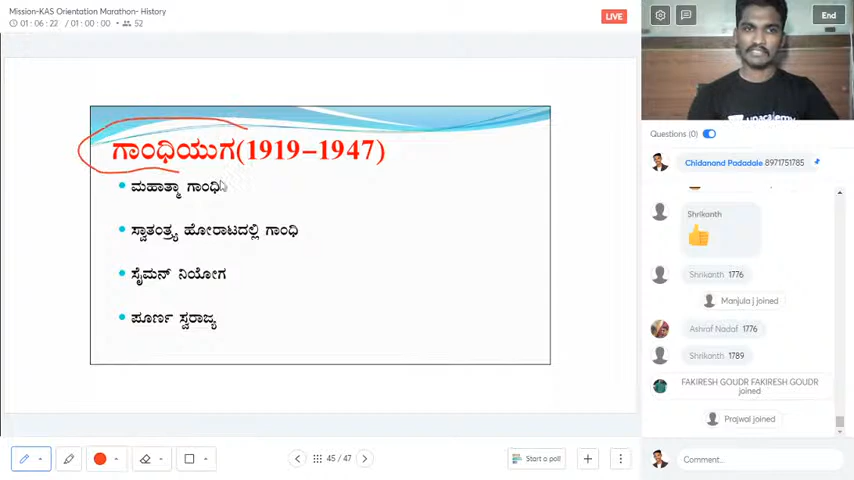 Mission-KAS Orientation Marathon- History
01 : 06 : 22 / 01 : 00 : 00 • 52
LIVE
End
ಗಾಂಧಿಯುಗ(1919–1947)
• ಮಹಾತ್ಮಾ ಗಾಂಧಿ
• ಸ್ವಾತಂತ್ರ್ಯ ಹೋರಾಟದಲ್ಲಿ ಗಾಂಧಿ
• ಸೈಮನ್ ನಿಯೋಗ
• ಪೂರ್ಣ ಸ್ವರಾಜ್ಯ
45 / 47
Start a poll
unacademy
Questions (0)
Chidanand Padadale 8971751785
Shrikanth
Shrikanth 1776
Manjula j joined
Ashraf Nadaf 1776
Shrikanth 1789
FAKIRESH GOUDR FAKIRESH GOUDR
joined
Prajwal joined
Comment...